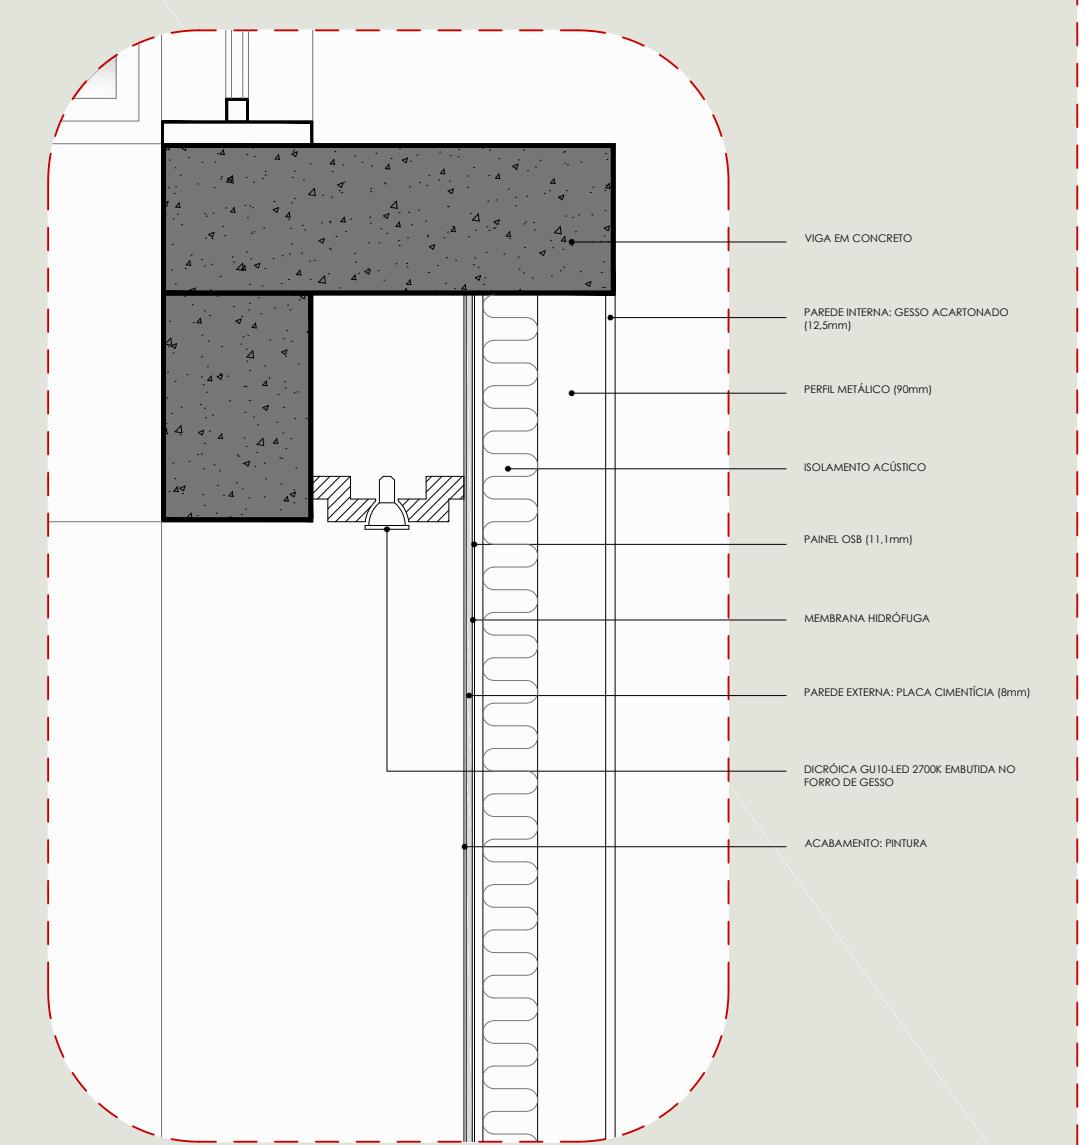 VIGA EM CONCRETO
PAREDE INTERNA: GESSO ACARTONADO
(12,5mm)
PERFIL METÁLICO (90mm)
ISOLAMENTO ACÚSTICO
PAINEL OSB (11,1mm)
MEMBRANA HIDRÓFUGA
PAREDE EXTERNA: PLACA CIMENTÍCIA (8mm)
DICRÓICA GU10-LED 2700K EMBUTIDA NO
FORRO DE GESSO
ACABAMENTO: PINTURA